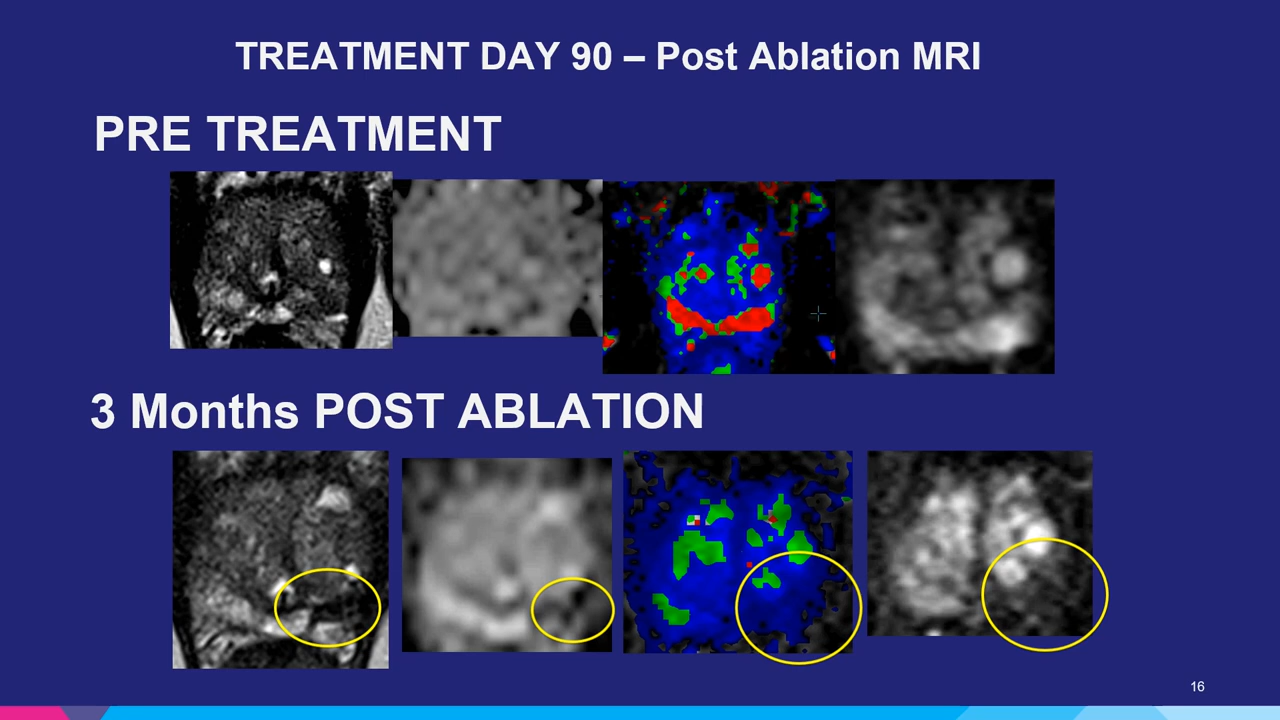 TREATMENT DAY 90 – Post Ablation MRI
PRE TREATMENT
3 Months POST ABLATION
16